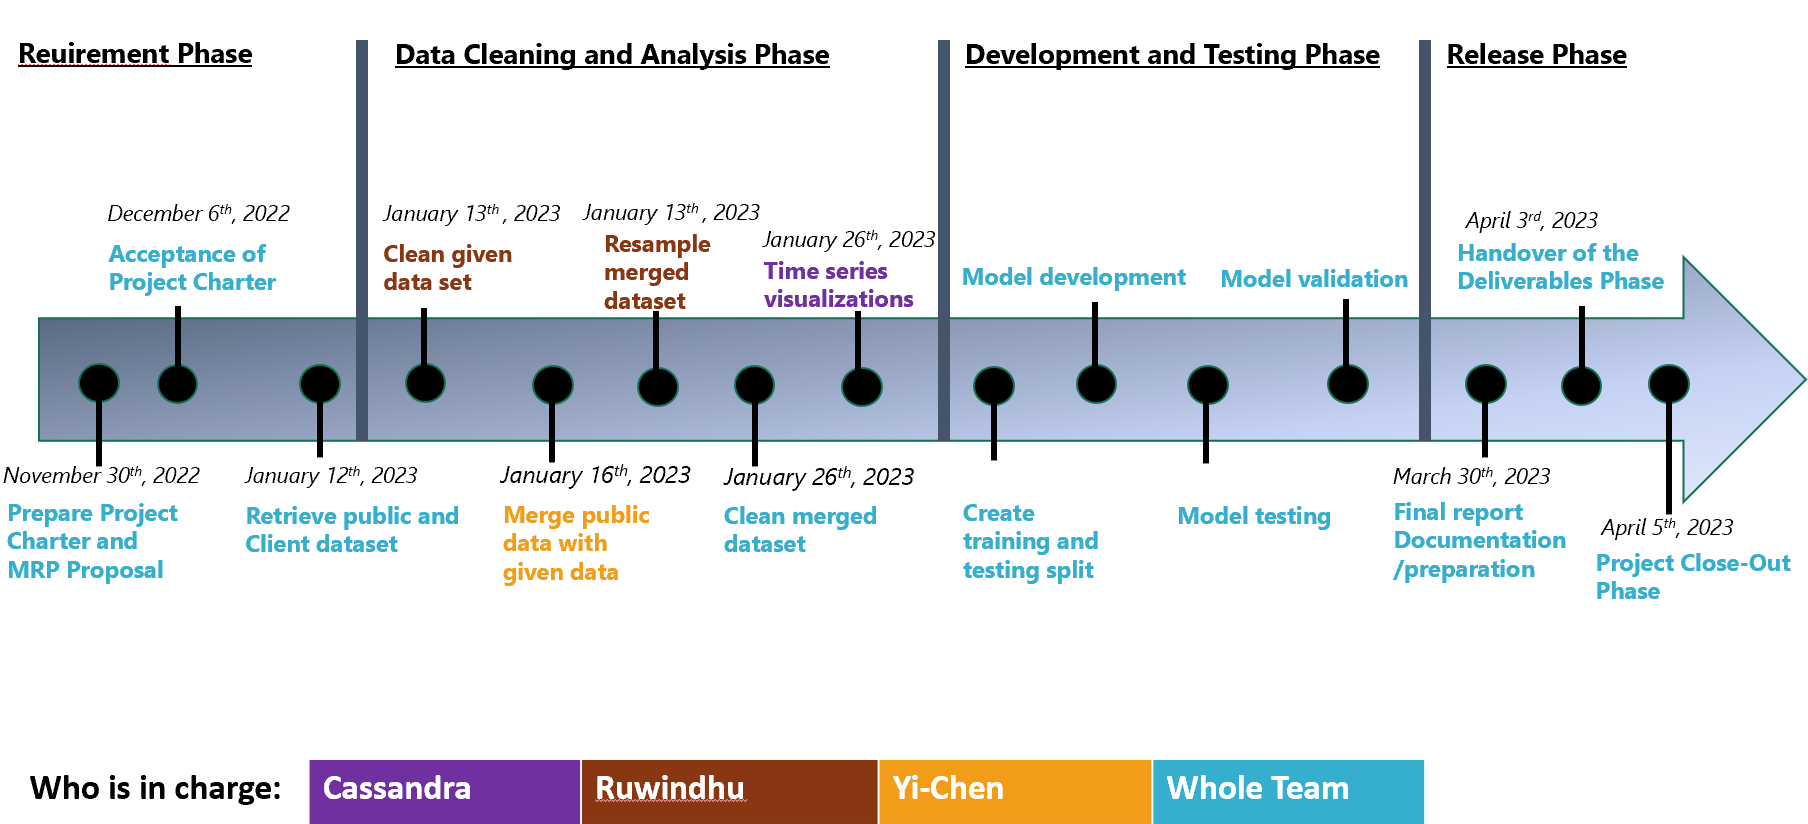 Reuirement Phase
Data Cleaning and Analysis Phase
Development and Testing Phase
Release Phase
December 6th, 2022
Acceptance of
Project Charter
January 13th, 2023
Clean given
data set
January 13th, 2023
Resample
merged
dataset
January 26th, 2023
Time series
visualizations
Model development
Model validation
April 3rd, 2023
Handover of the
Deliverables Phase
November 30th, 2022
Prepare Project
Charter and
MRP Proposal
January 12th, 2023
Retrieve public and
Client dataset
January 16th, 2023
Merge public
data with
given data
January 26th, 2023
Clean merged
dataset
Create
training and
testing split
Model testing
March 30th, 2023
Final report
Documentation
/preparation
April 5th, 2023
Project Close-Out
Phase
Who is in charge:
Cassandra
Ruwindhu
Yi-Chen
Whole Team